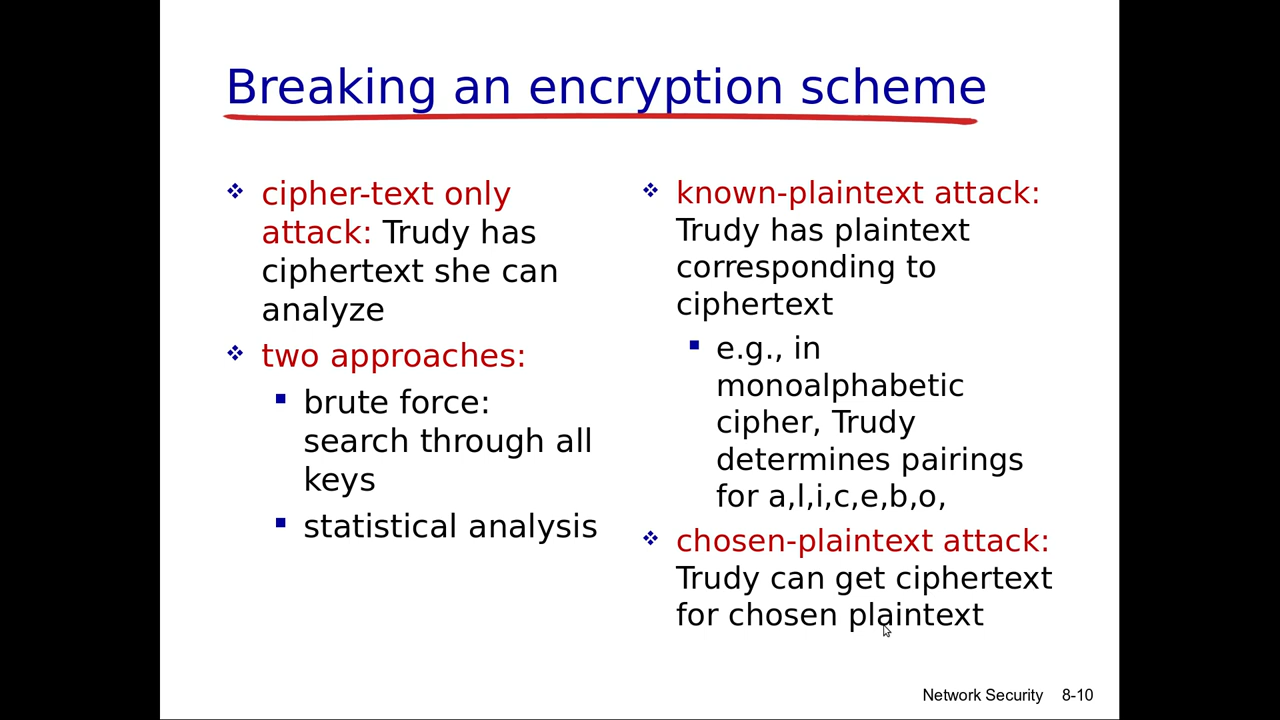 Breaking an encryption scheme
cipher-text only
attack: Trudy has
ciphertext she can
analyze
two approaches:
brute force:
search through all
keys
statistical analysis
known-plaintext attack:
Trudy has plaintext
corresponding to
ciphertext
e.g., in
monoalphabetic
cipher, Trudy
determines pairings
for a,l,i,c,e,b,o,
chosen-plaintext attack:
Trudy can get ciphertext
for chosen plaintext
Network Security 8-10